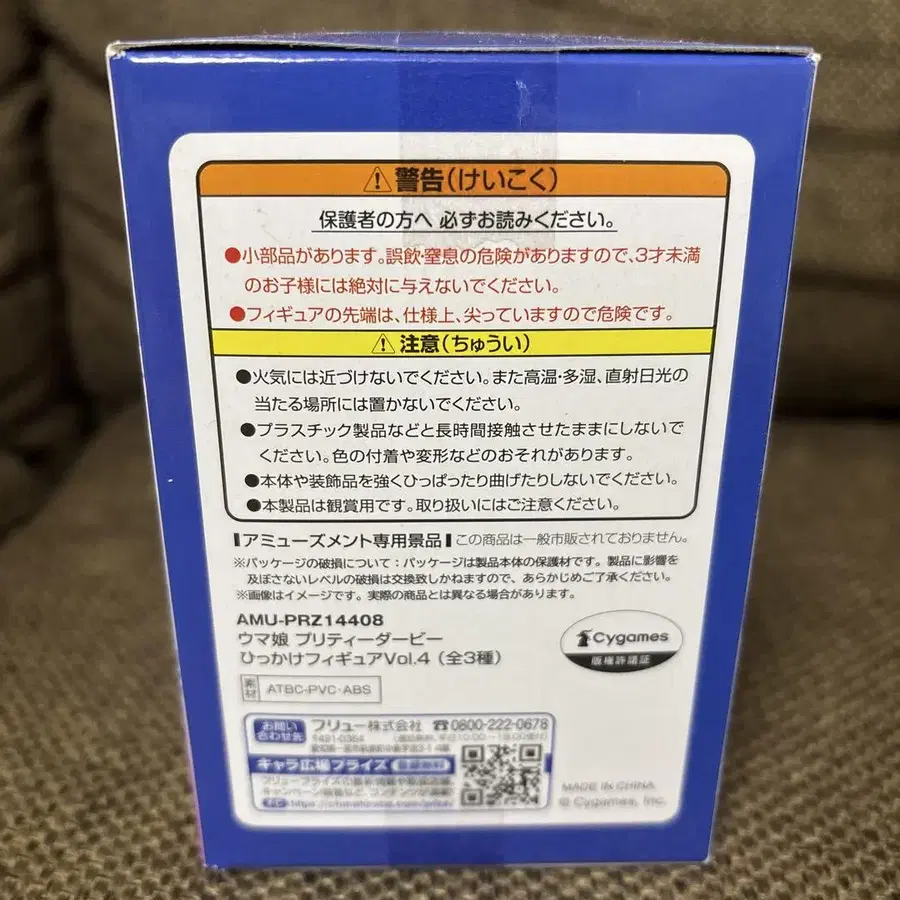 ⚠警告(けいこく)
保護者の方へ 必ずお読みください。
●小部品があります。誤飲・窒息の危険がありますので、3才未満
のお子様には絶対に与えないでください。
●フィギュアの先端は、仕様上、尖っていますので危険です。
⚠注意(ちゅうい)
●火気には近づけないでください。また高温・多湿、直射日光の
当たる場所には置かないでください。
●プラスチック製品などと長時間接触させたままにしないで
ください。色の付着や変形などのおそれがあります。
●本体や装飾品を強くひっぱったり曲げたりしないでください。
●本製品は観賞用です。取り扱いにはご注意ください。
アミューズメント専用景品 この商品は一般市販されておりません。
※パッケージの破損について:パッケージは製品本体の保護材です。製品に影響を
及ぼさないレベルの破損は交換致しかねますので、あらかじめご了承ください。
※画像はイメージです。実際の商品とは異なる場合があります。
AMU-PRZ14408
ウマ娘 プリティーダービー
ひっかけフィギュアVol.4(全3種)
素材 ATBC-PVC・ABS
Cygames
版権許諾証
お問い合わせ先 フリュー株式会社 ☎0800-222-0678
キャラ広場プライズ
MADE IN CHINA
© Cygames, Inc.